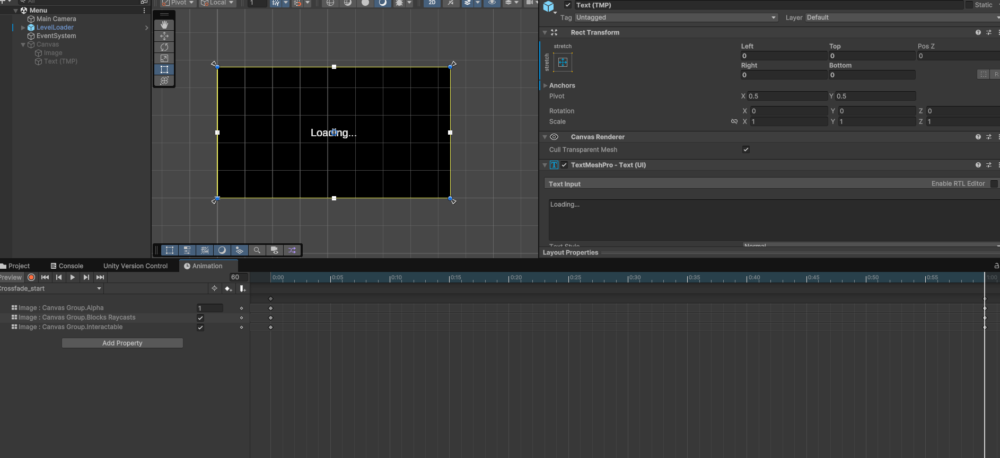 All
Menu
Main Camera
LevelLoader
EventSystem
Canvas
Image
Text (TMP)
Pivot
Local
1
2D
Loading...
Text (TMP)
Static
Tag Untagged
Layer Default
Rect Transform
stretch
stretch
Left Top Pos Z
0 0 0
Right Bottom
0 0
R
Anchors
Pivot X 0.5 Y 0.5
Rotation X 0 Y 0 Z 0
Scale X 1 Y 1 Z 1
Canvas Renderer
Cull Transparent Mesh
TextMeshPro - Text (UI)
Text Input Enable RTL Editor
Loading...
Text Style Normal
Layout Properties
Project Console Unity Version Control Animation
Preview 60
0:00 0:05 0:10 0:15 0:20 0:25 0:30 0:35 0:40 0:45 0:50 0:55 1:00
rossfade_start
Image : Canvas Group.Alpha 1
Image : Canvas Group.Blocks Raycasts
Image : Canvas Group.Interactable
Add Property